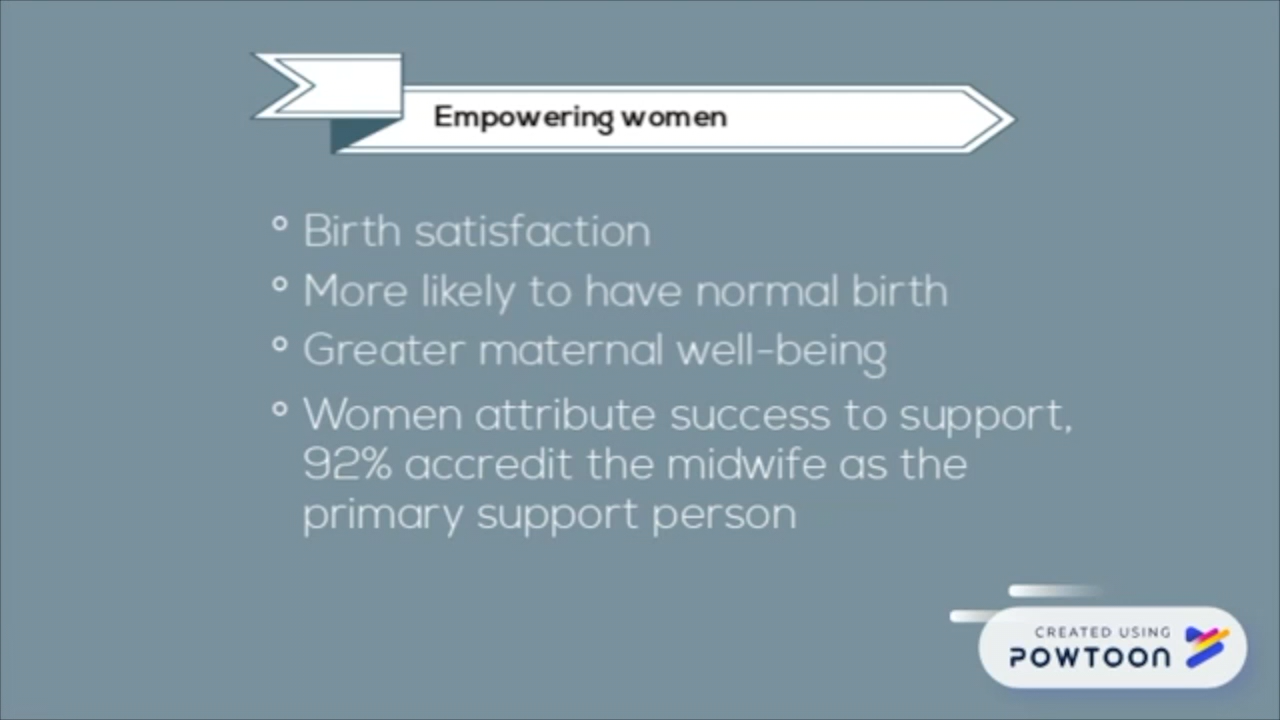 Empowering women
° Birth satisfaction
° More likely to have normal birth
° Greater maternal well-being
° Women attribute success to support,
92% accredit the midwife as the
primary support person
CREATED USING
POWTOON